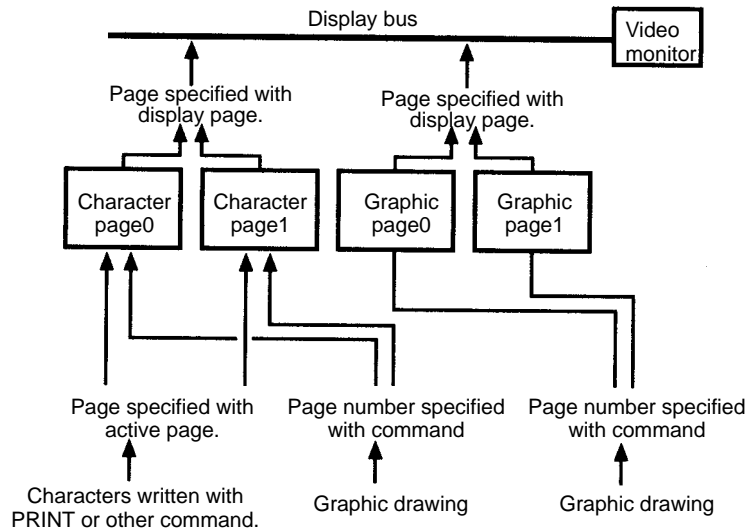 Display bus
Video
monitor
Page specified with
display page.
Page specified with
display page.
Character
page0
Character
page1
Graphic
page0
Graphic
page1
Page specified with
active page.
Page number specified
with command
Page number specified
with command
Characters written with
PRINT or other command.
Graphic drawing
Graphic drawing